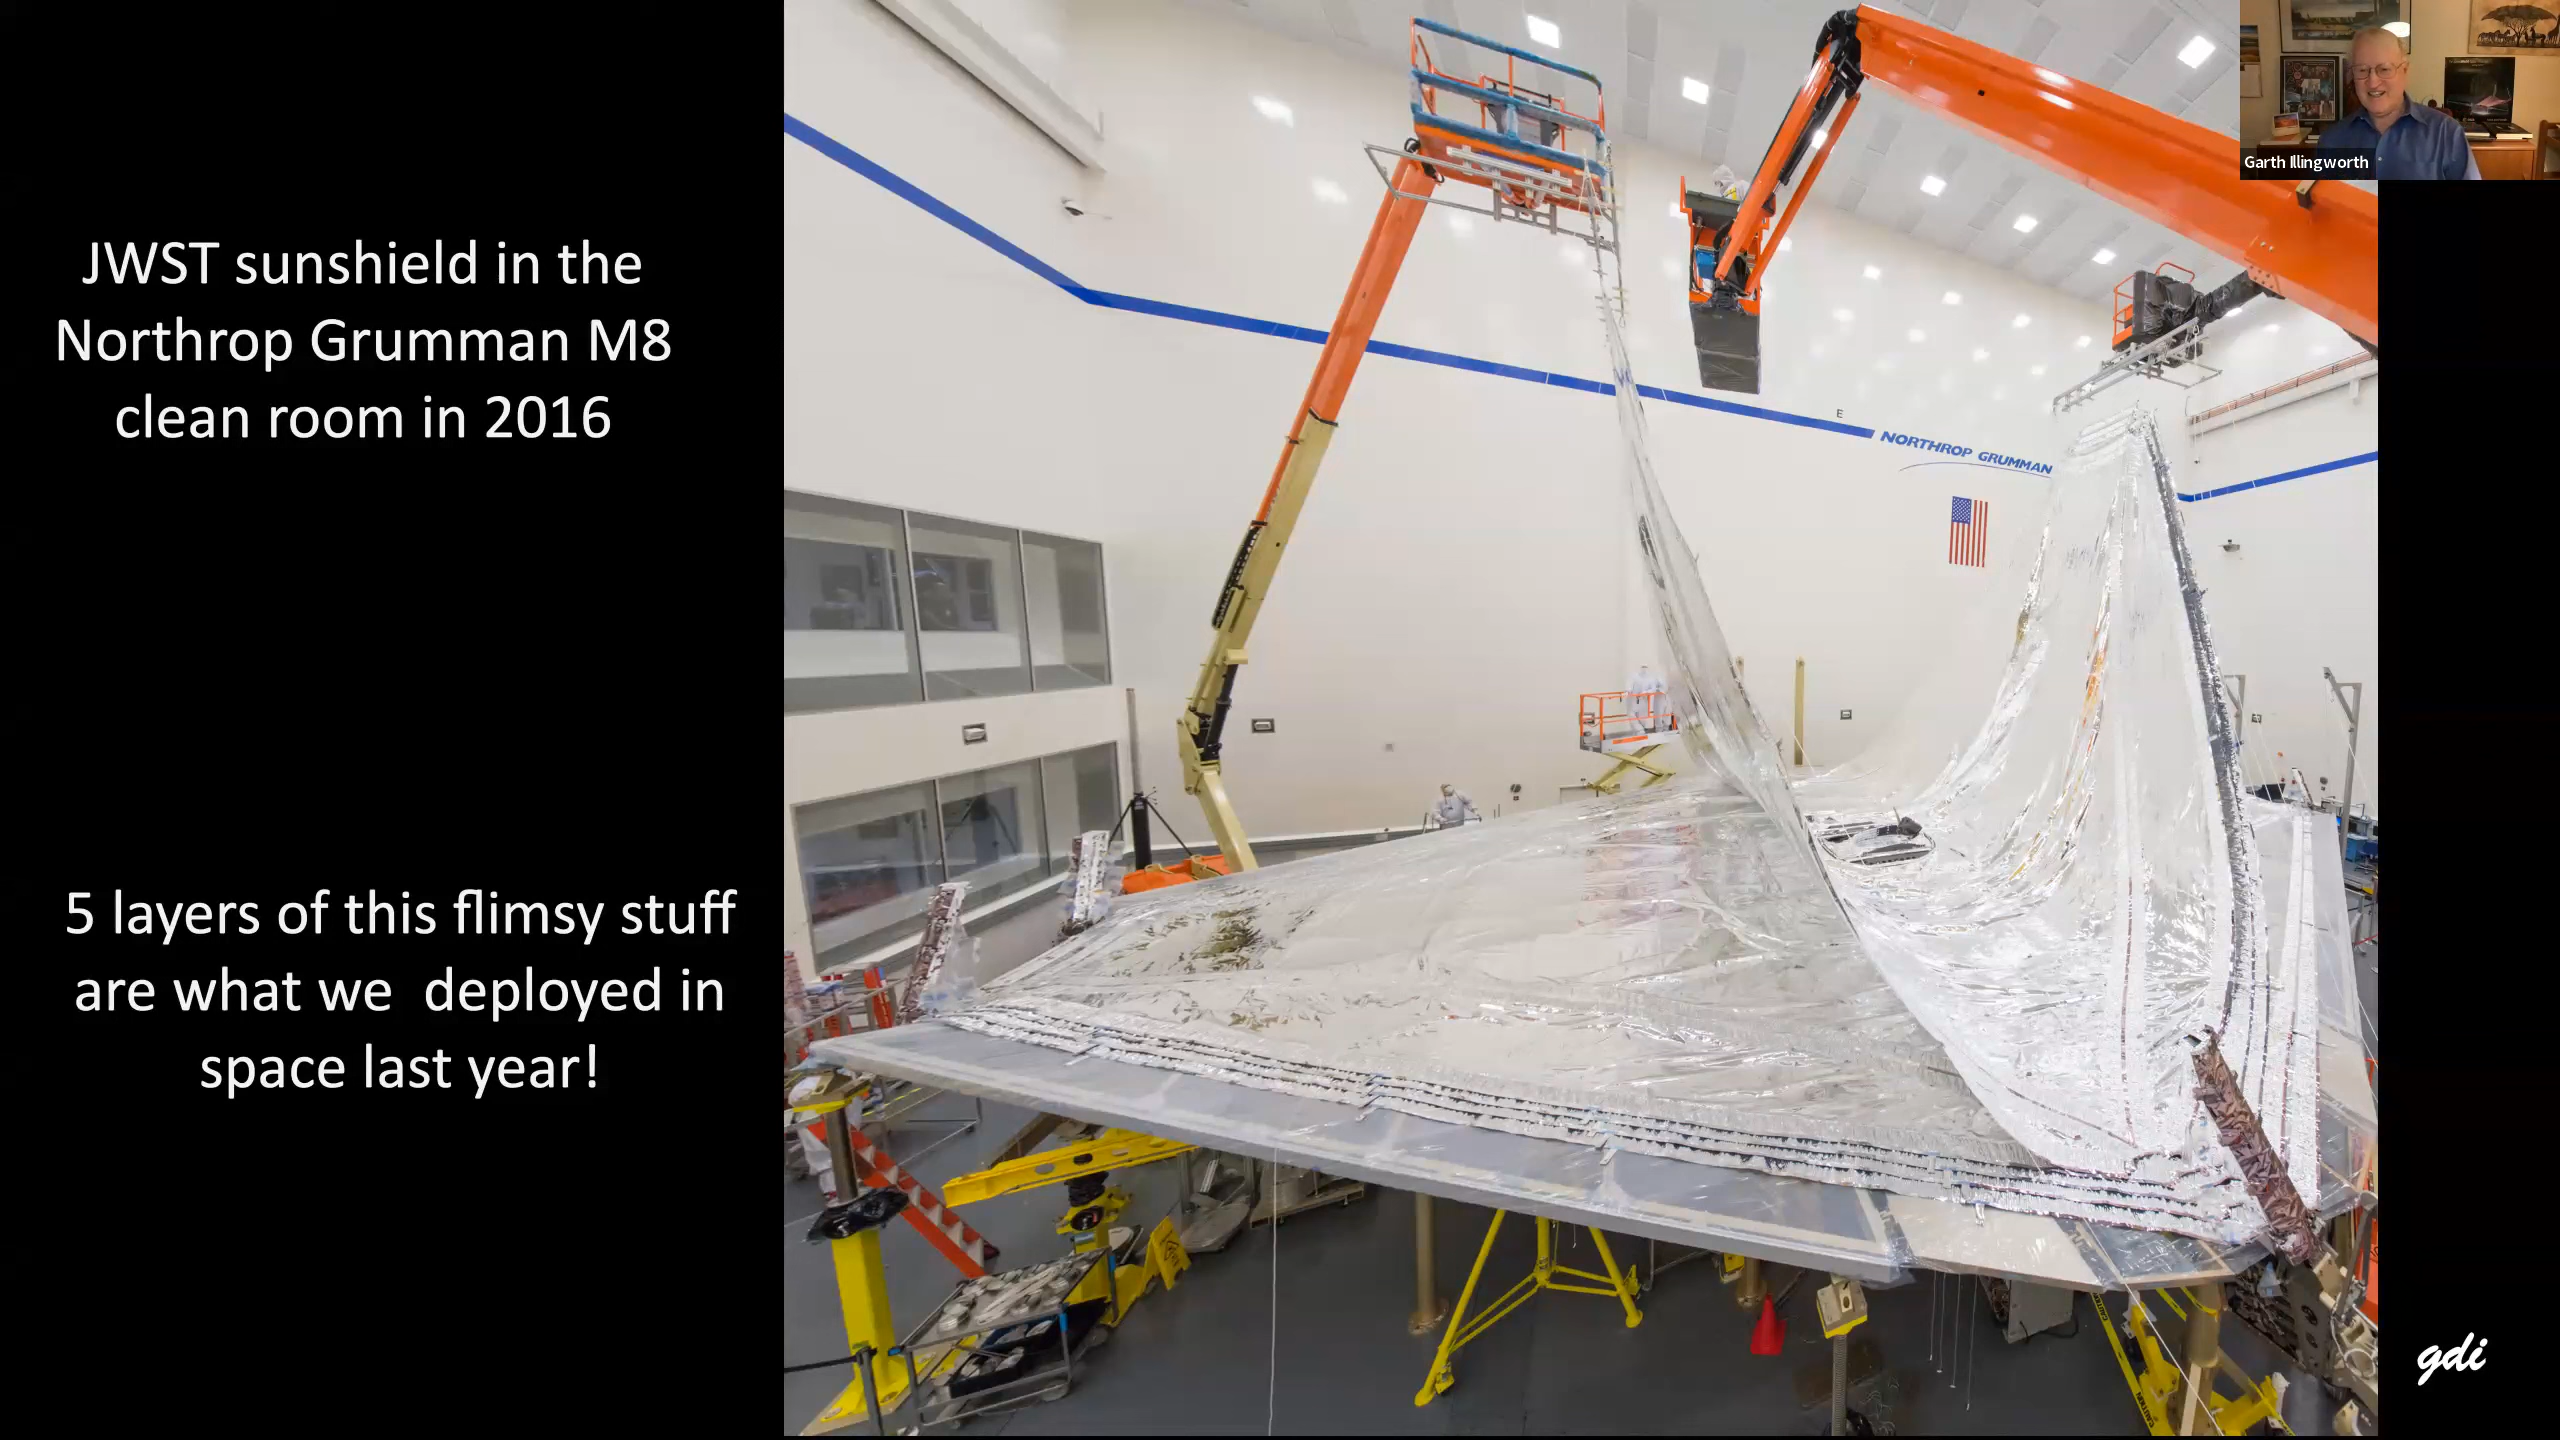 JWST sunshield in the
Northrop Grumman M8
clean room in 2016
5 layers of this flimsy stuff
are what we  deployed in
space last year!
E
NORTHROP GRUMMAN
Garth Illingworth
gdi